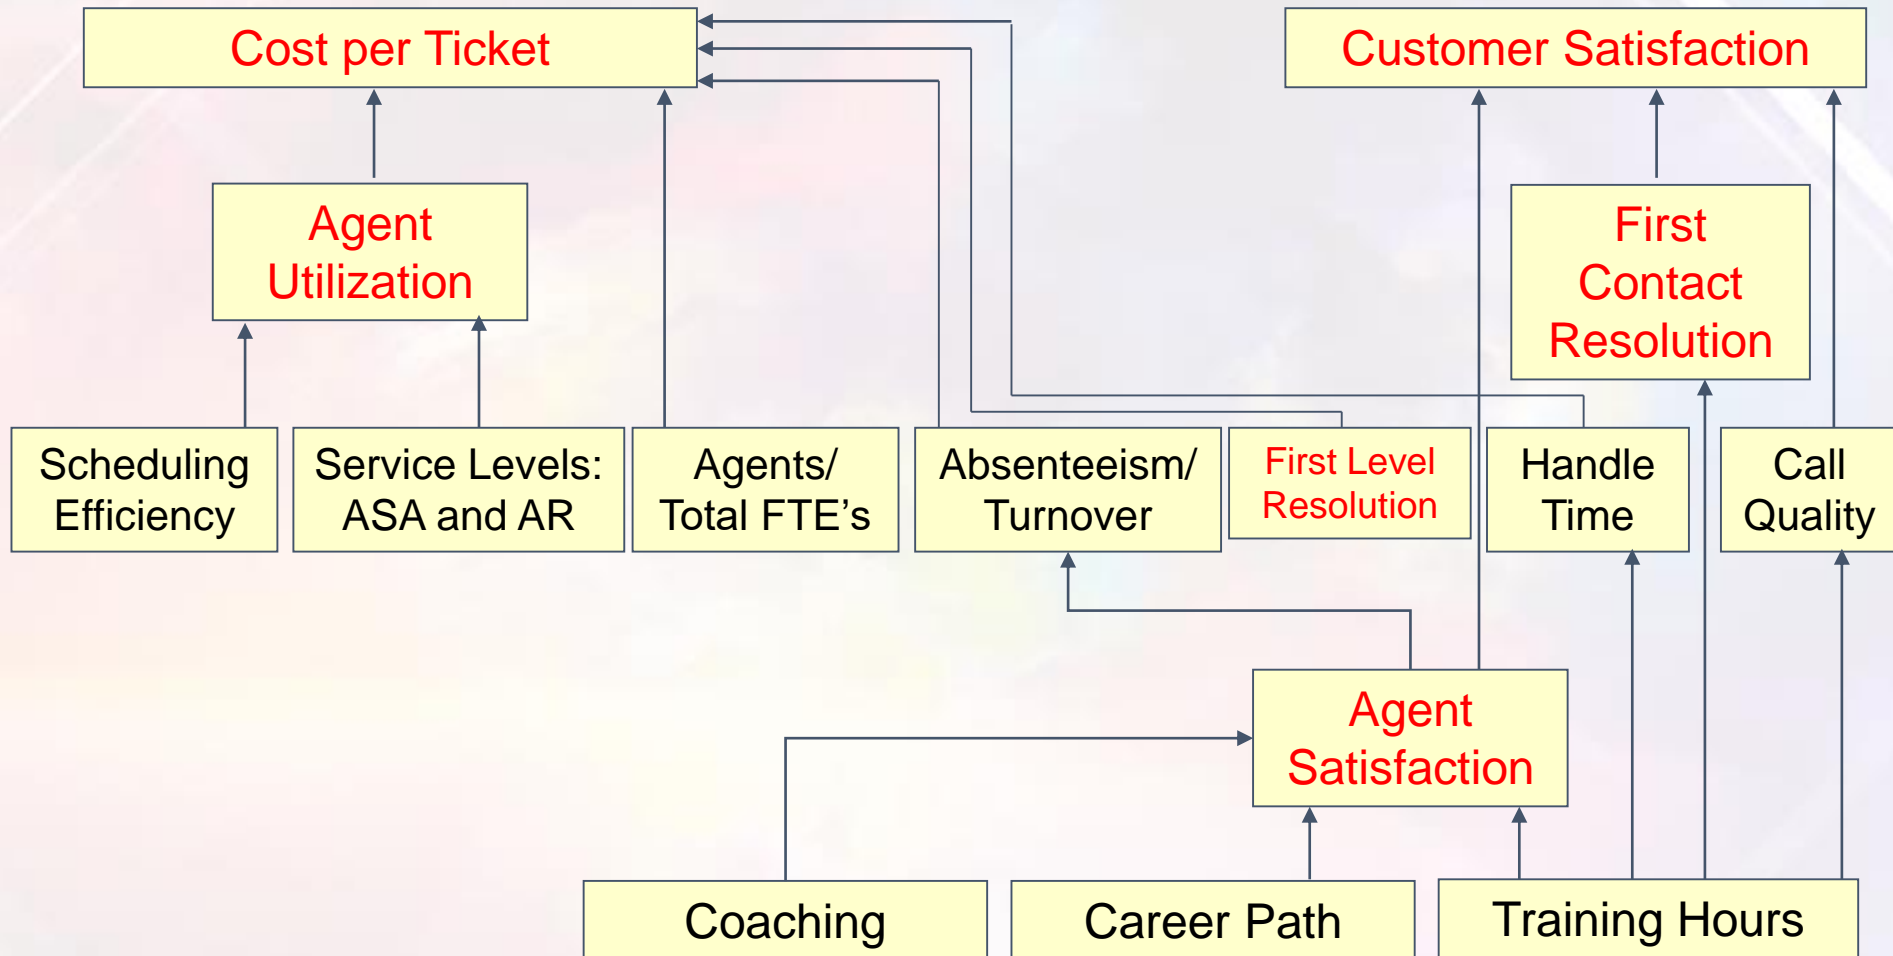 Cost per Ticket
Customer Satisfaction
Agent
Utilization
First
Contact
Resolution
Scheduling
Efficiency
Service Levels:
ASA and AR
Agents/
Total FTE’s
Absenteeism/
Turnover
First Level
Resolution
Handle
Time
Call
Quality
Agent
Satisfaction
Coaching
Career Path
Training Hours